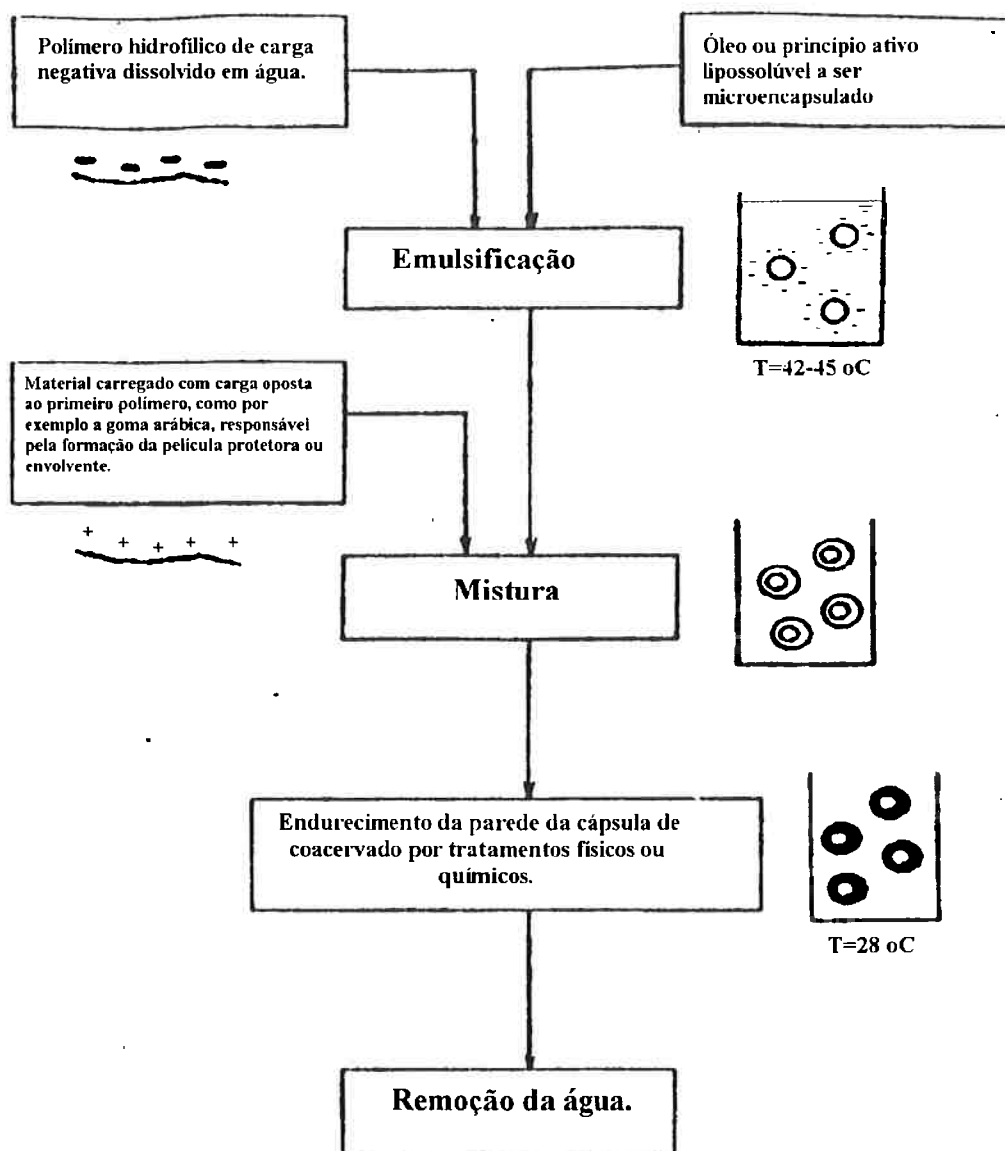 Polímero hidrofílico de carga
negativa dissolvido em água.
Óleo ou princípio ativo
lipossolúvel a ser
microencapsulado
Emulsificação
T=42-45 oC
Material carregado com carga oposta
ao primeiro polímero, como por
exemplo a goma arábica, responsável
pela formação da película protetora ou
envolvente.
+ + + + +
Mistura
Endurecimento da parede da cápsula de
coacervado por tratamentos físicos ou
químicos.
T=28 oC
Remoção da água.